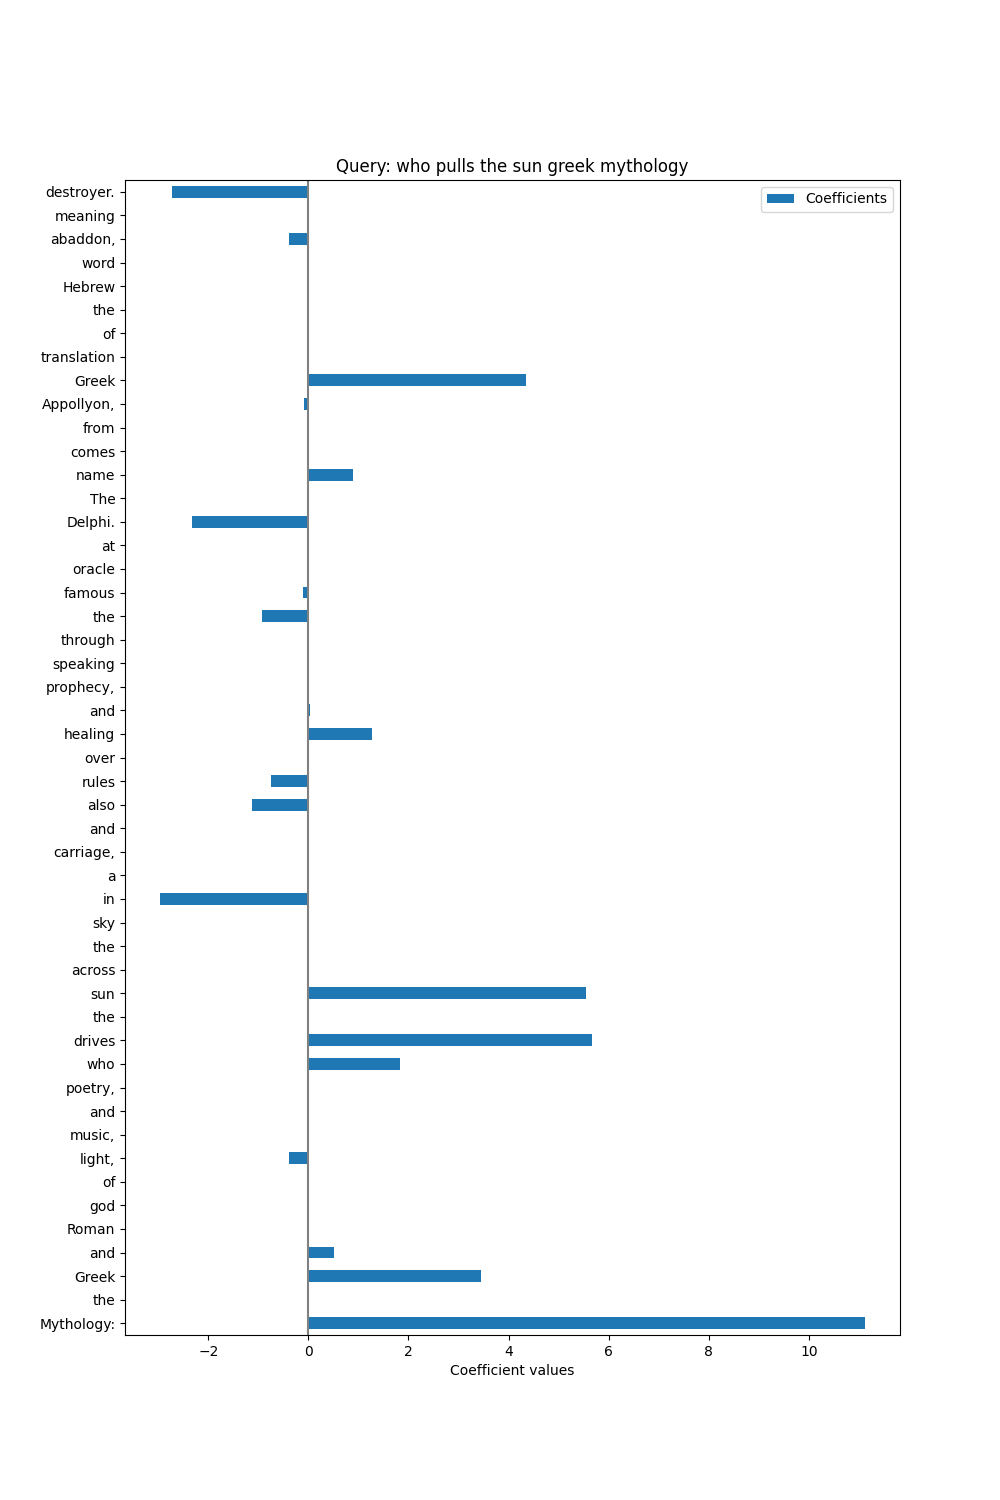 Query: who pulls the sun greek mythology
Coefficients
destroyer.
meaning
abaddon,
word
Hebrew
the
of
translation
Greek
Appollyon,
from
comes
name
The
Delphi.
at
oracle
famous
the
through
speaking
prophecy,
and
healing
over
rules
also
and
carriage,
a
in
sky
the
across
sun
the
drives
who
poetry,
and
music,
light,
of
god
Roman
and
Greek
the
Mythology:
−2 0 2 4 6 8 10
Coefficient values